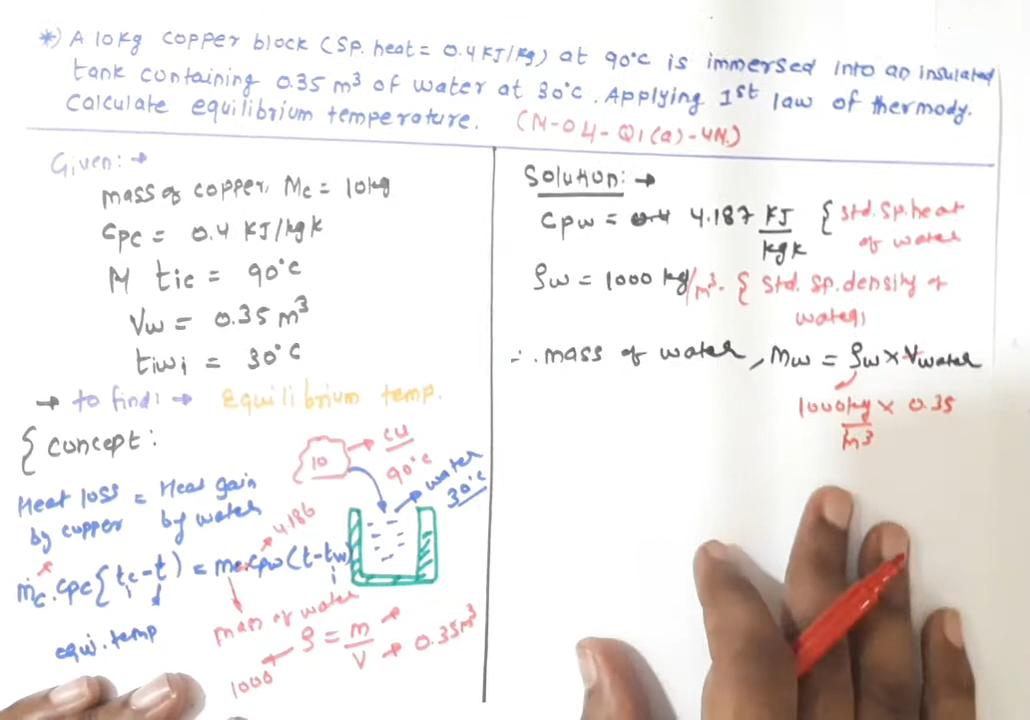 *) A 10kg copper block (sp. heat = 0.4 KJ/kg) at 90°c is immersed into an insulated
tank containing 0.35 m³ of water at 30°c. Applying 1st law of thermody.
Calculate equilibrium temperature. (N-04-Q1(a)-4M.)
Given: →
mass of copper, Mc = 10kg
Cpc = 0.4 KJ/kgk
M tic = 90°c
Vw = 0.35 m³
tiwi = 30°c
→ to find: → Equilibrium temp.
{ concept:
10 → cu
90°c
→ water
30°c
Heat loss = Heat gain
by copper by water
4.186
mc.cpc{tc-t) = me.cpw(t-tw)
i i
equi. temp
mass of water
1000 ← ρ = m/V → 0.35m³
Solution: →
Cpw = 0.4 4.187 KJ/kgk { Std. Sp. heat
of water
ρw = 1000 kg/m³. { Std. Sp. density of
water,
∴ mass of water, Mw = ρw × Vwater
1000kg/m³ × 0.35